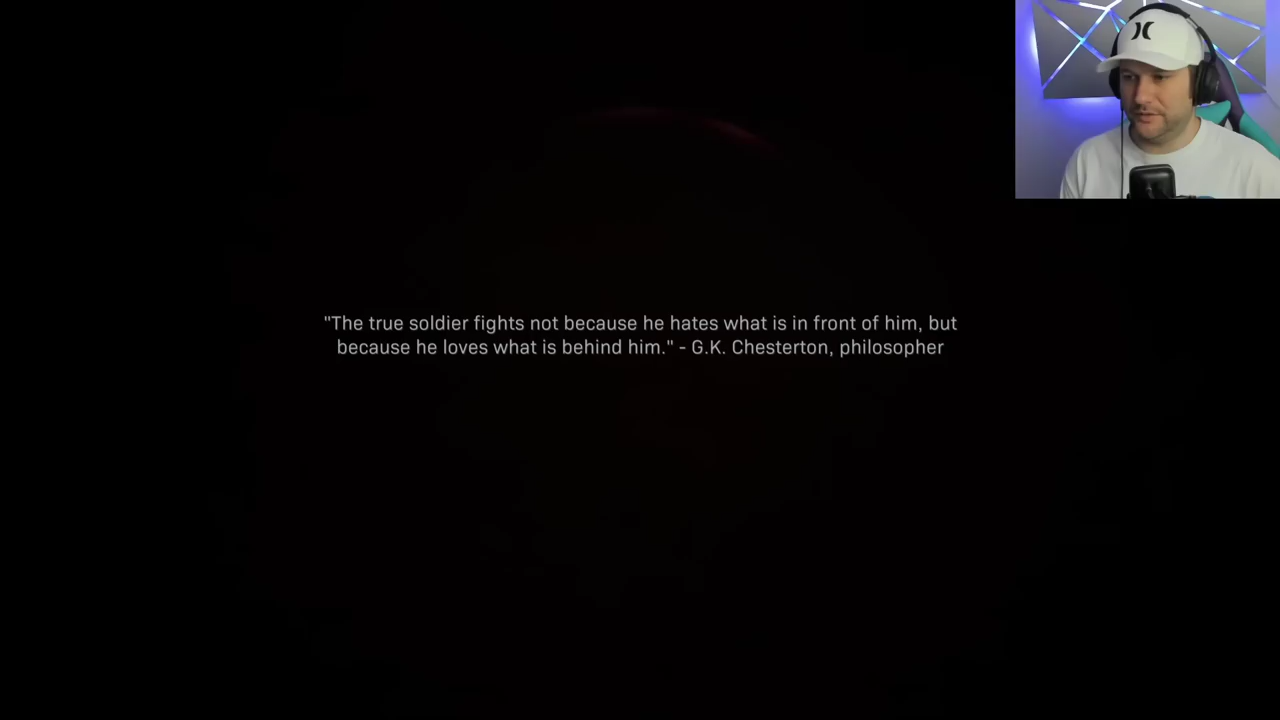 "The true soldier fights not because he hates what is in front of him, but
because he loves what is behind him." - G.K. Chesterton, philosopher